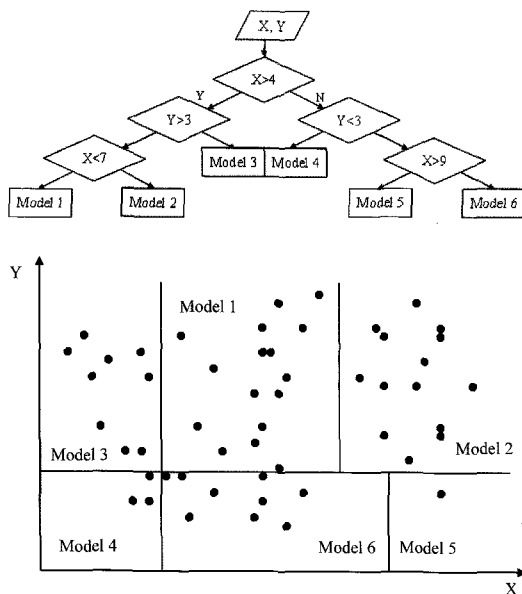 X, Y
X>4
Y
N
Y>3
Y<3
X<7
Model 3
Model 4
X>9
Model 1
Model 2
Model 5
Model 6
Y
Model 1
Model 2
Model 3
Model 4
Model 6
Model 5
X